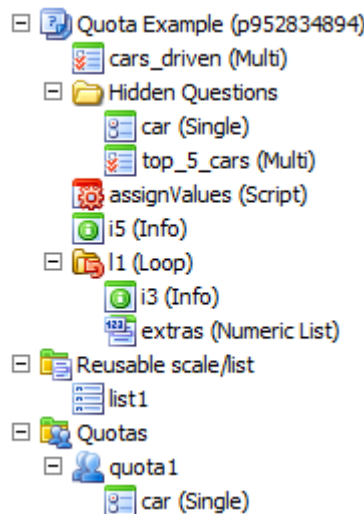 Quota Example (p952834894)
cars_driven (Multi)
Hidden Questions
car (Single)
top_5_cars (Multi)
assignValues (Script)
i5 (Info)
l1 (Loop)
i3 (Info)
extras (Numeric List)
Reusable scale/list
list1
Quotas
quota1
car (Single)